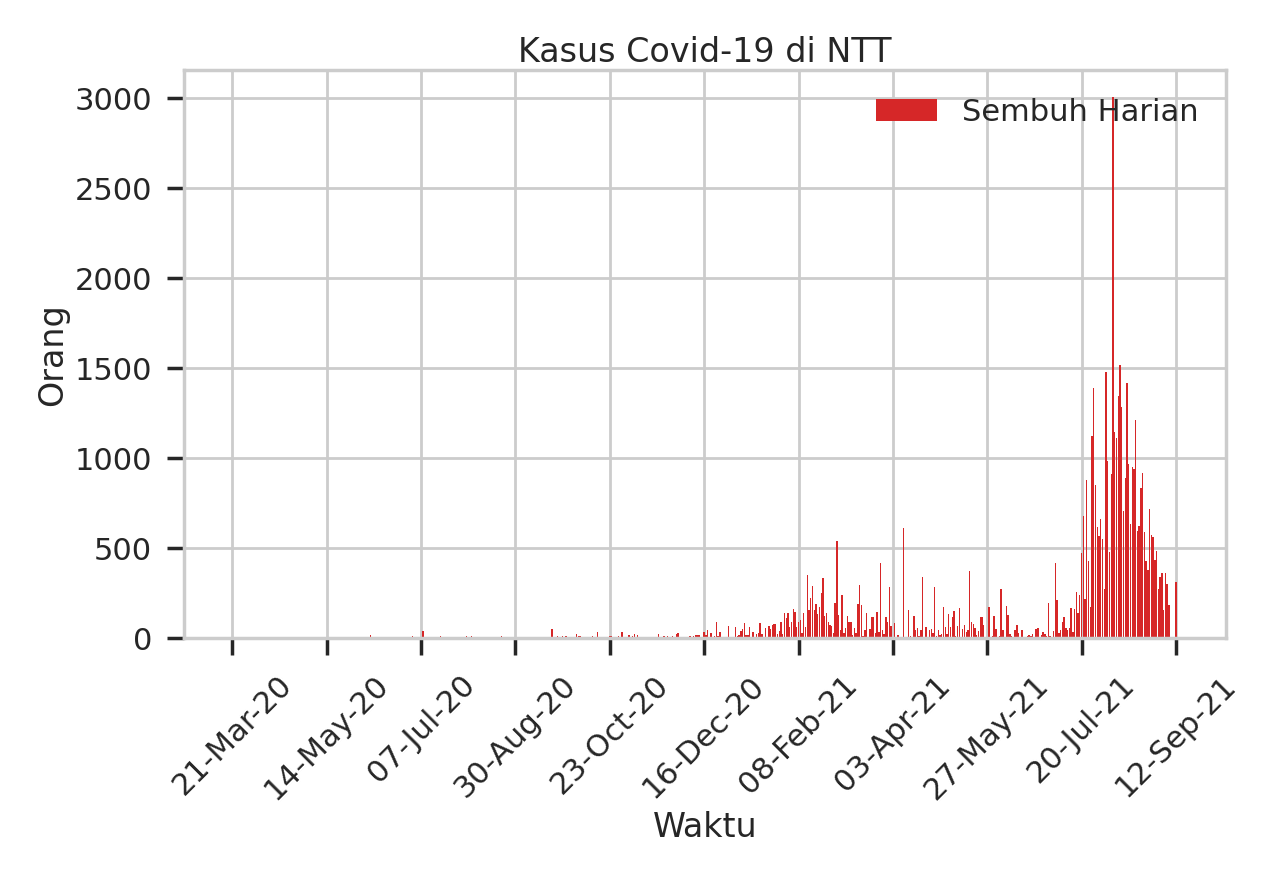 Kasus Covid-19 di NTT
Sembuh Harian
3000
2500
2000
1500
1000
500
0
Orang
21-Mar-20
14-May-20
07-Jul-20
30-Aug-20
23-Oct-20
16-Dec-20
08-Feb-21
03-Apr-21
27-May-21
20-Jul-21
12-Sep-21
Waktu